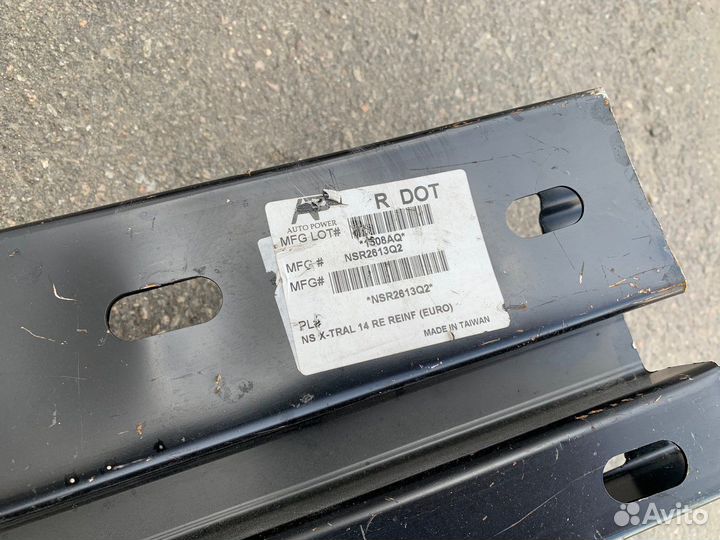 R DOT
AUTO POWER
MFG LOT#
*1508AQ*
MFG # NSR2613Q2
MFG#
*NSR2613Q2*
PL#
NS X-TRAL 14 RE REINF (EURO)
MADE IN TAIWAN
Avito